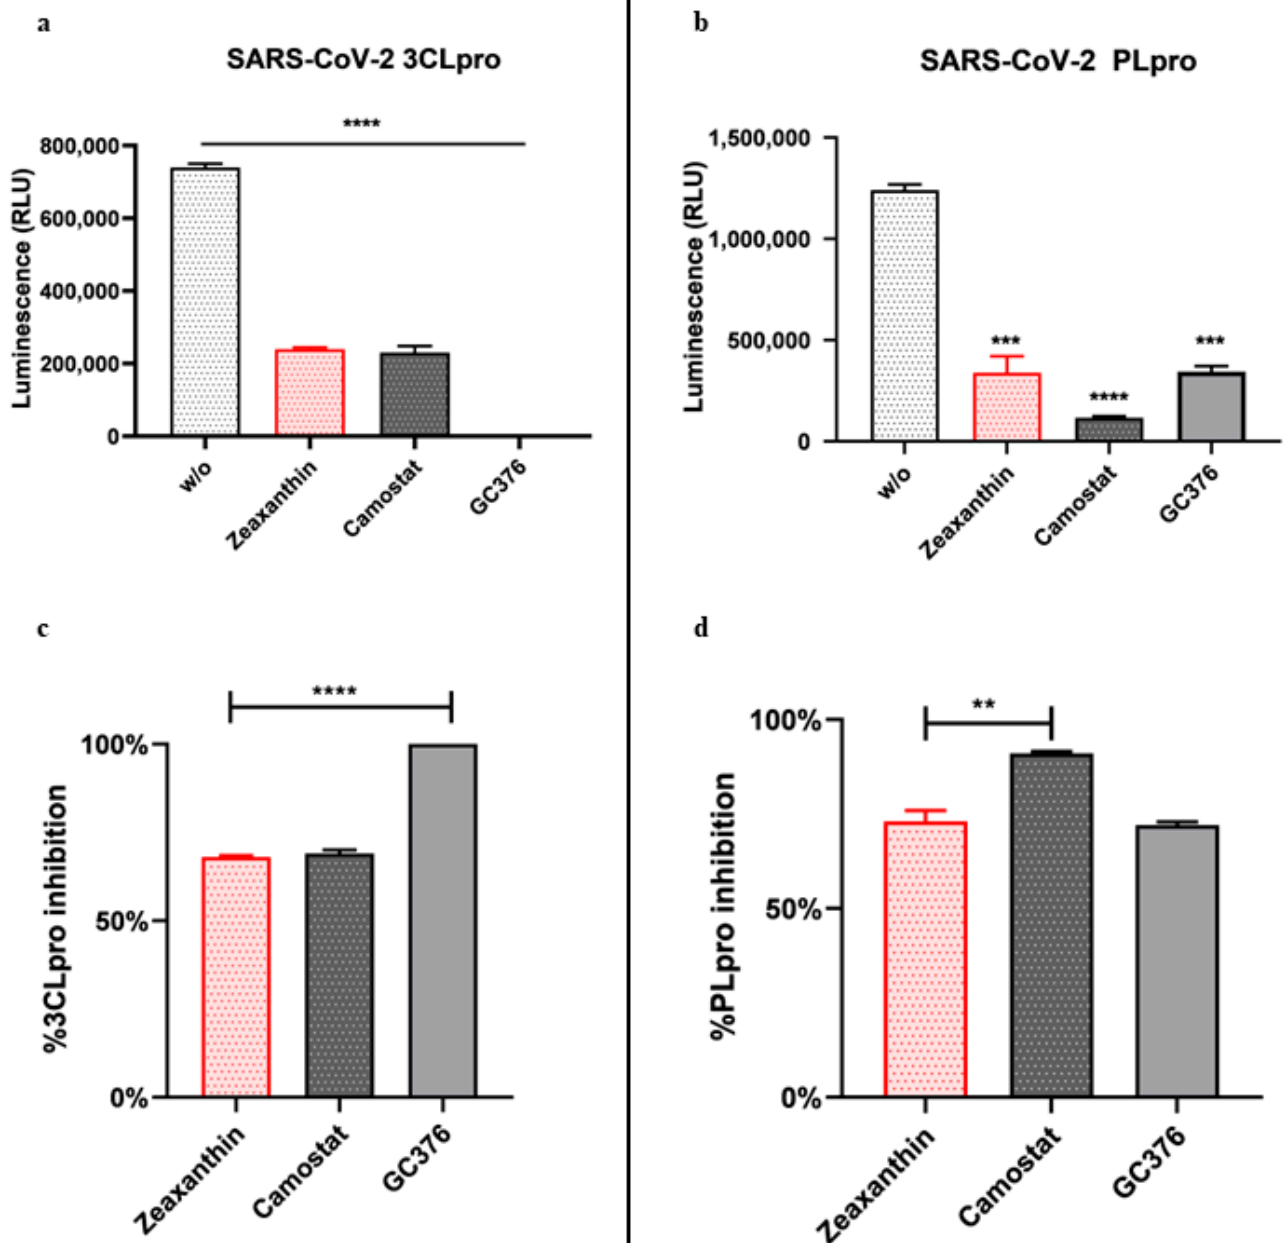 a
SARS-CoV-2 3CLpro
****
Luminescence (RLU)
800,000
600,000
400,000
200,000
0
w/o
Zeaxanthin
Camostat
GC376
b
SARS-CoV-2 PLpro
Luminescence (RLU)
1,500,000
1,000,000
500,000
0
***
****
***
w/o
Zeaxanthin
Camostat
GC376
c
****
%3CLpro inhibition
100%
50%
0%
Zeaxanthin
Camostat
GC376
d
**
%PLpro inhibition
100%
50%
0%
Zeaxanthin
Camostat
GC376